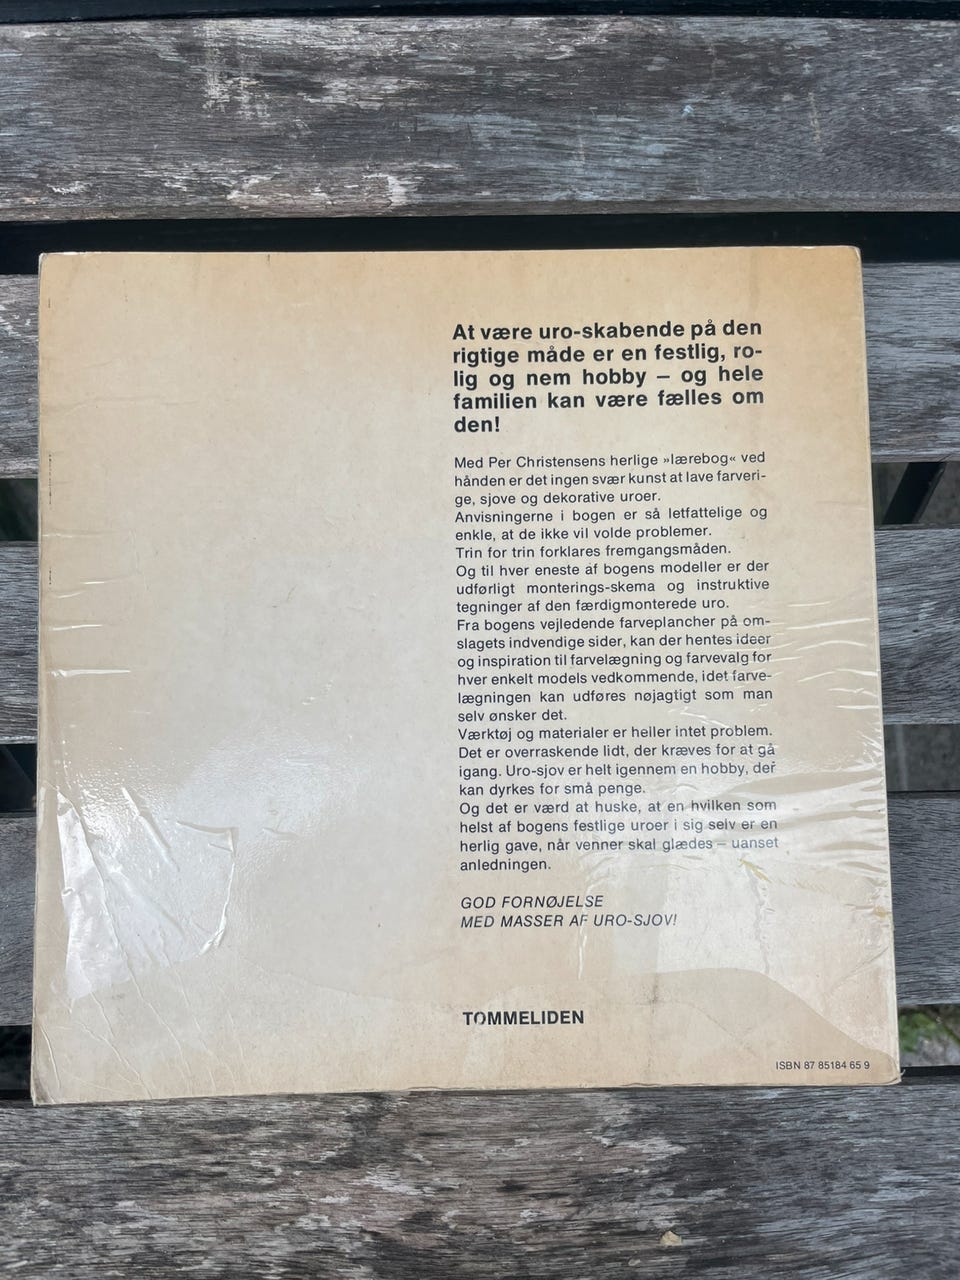 At være uro-skabende på den
rigtige måde er en festlig, ro-
lig og nem hobby – og hele
familien kan være fælles om
den!
Med Per Christensens herlige »lærebog« ved
hånden er det ingen svær kunst at lave farveri-
ge, sjove og dekorative uroer.
Anvisningerne i bogen er så letfattelige og
enkle, at de ikke vil volde problemer.
Trin for trin forklares fremgangsmåden.
Og til hver eneste af bogens modeller er der
udførligt monterings-skema og instruktive
tegninger af den færdigmonterede uro.
Fra bogens vejledende farveplancher på om-
slagets indvendige sider, kan der hentes ideer
og inspiration til farvelægning og farvevalg for
hver enkelt models vedkommende, idet farve-
lægningen kan udføres nøjagtigt som man
selv ønsker det.
Værktøj og materialer er heller intet problem.
Det er overraskende lidt, der kræves for at gå
igang. Uro-sjov er helt igennem en hobby, der
kan dyrkes for små penge.
Og det er værd at huske, at en hvilken som
helst af bogens festlige uroer i sig selv er en
herlig gave, når venner skal glædes – uanset
anledningen.
GOD FORNØJELSE
MED MASSER AF URO-SJOV!
TOMMELIDEN
ISBN 87 85184 65 9